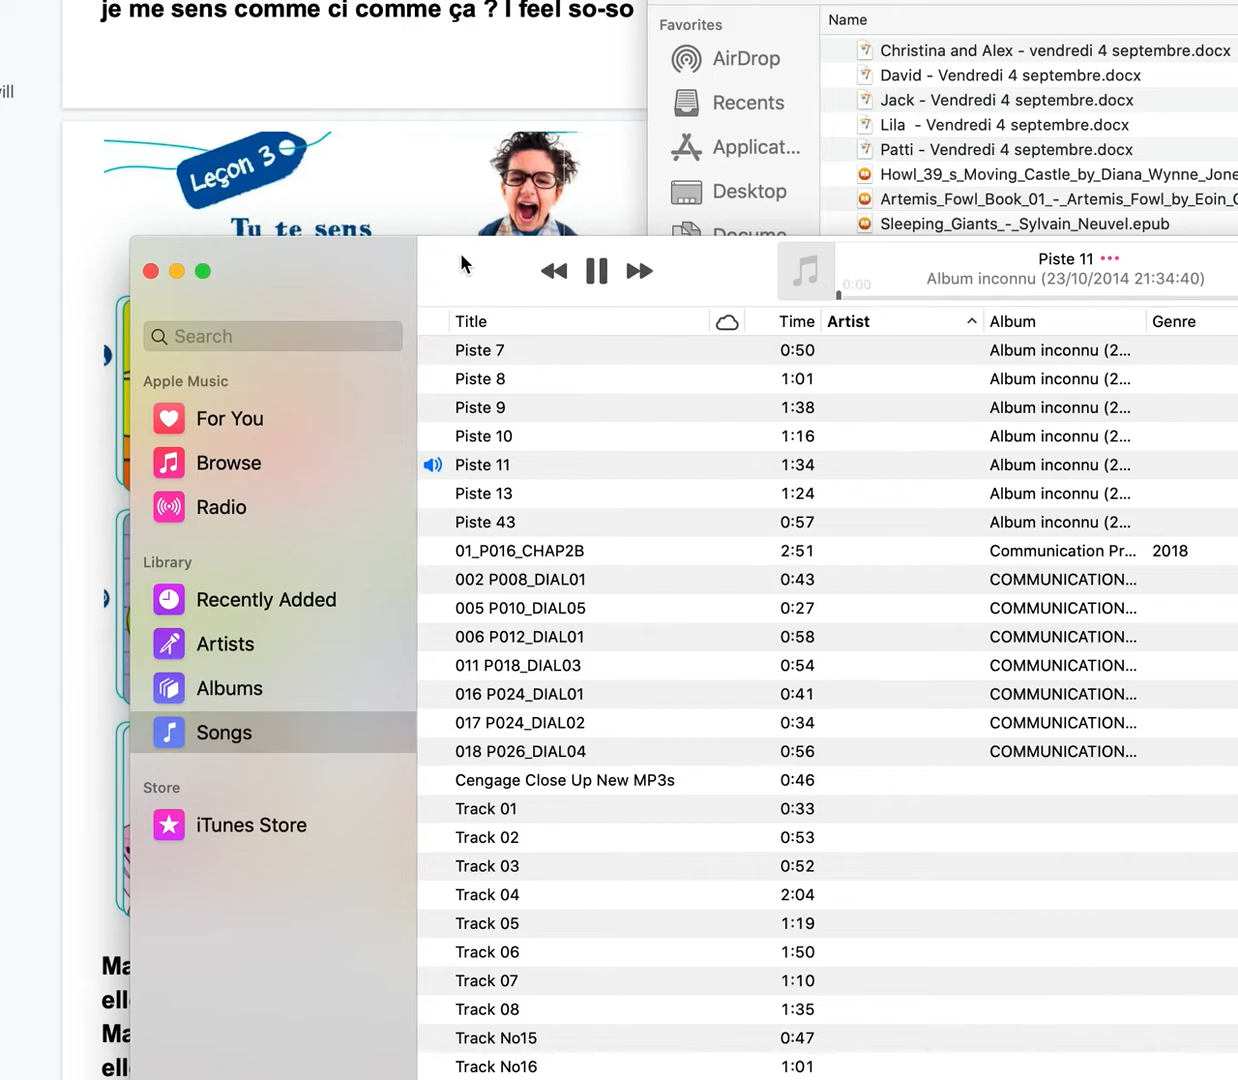 je me sens comme ci comme ça ? I feel so-so
Leçon 3
Tu te sens
Favorites
AirDrop
Recents
Applicat...
Desktop
Name
Christina and Alex - vendredi 4 septembre.docx
David - Vendredi 4 septembre.docx
Jack - Vendredi 4 septembre.docx
Lila - Vendredi 4 septembre.docx
Patti - Vendredi 4 septembre.docx
Howl_39_s_Moving_Castle_by_Diana_Wynne_Jone
Artemis_Fowl_Book_01_-_Artemis_Fowl_by_Eoin_C
Sleeping_Giants_-_Sylvain_Neuvel.epub
Piste 11 •••
0:00 Album inconnu (23/10/2014 21:34:40)
Search
Apple Music
For You
Browse
Radio
Library
Recently Added
Artists
Albums
Songs
Store
iTunes Store
Title Time Artist Album Genre
Piste 7 0:50 Album inconnu (2...
Piste 8 1:01 Album inconnu (2...
Piste 9 1:38 Album inconnu (2...
Piste 10 1:16 Album inconnu (2...
Piste 11 1:34 Album inconnu (2...
Piste 13 1:24 Album inconnu (2...
Piste 43 0:57 Album inconnu (2...
01_P016_CHAP2B 2:51 Communication Pr... 2018
002 P008_DIAL01 0:43 COMMUNICATION...
005 P010_DIAL05 0:27 COMMUNICATION...
006 P012_DIAL01 0:58 COMMUNICATION...
011 P018_DIAL03 0:54 COMMUNICATION...
016 P024_DIAL01 0:41 COMMUNICATION...
017 P024_DIAL02 0:34 COMMUNICATION...
018 P026_DIAL04 0:56 COMMUNICATION...
Cengage Close Up New MP3s 0:46
Track 01 0:33
Track 02 0:53
Track 03 0:52
Track 04 2:04
Track 05 1:19
Track 06 1:50
Track 07 1:10
Track 08 1:35
Track No15 0:47
Track No16 1:01
Ma
elle
Ma
elle